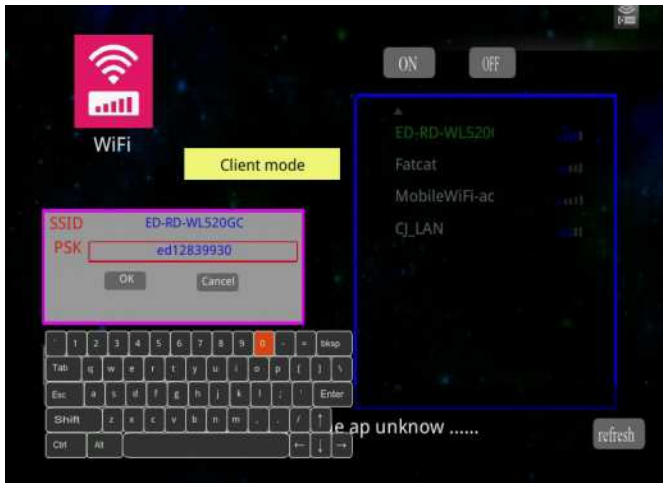 WiFi
ON OFF
Client mode
ED-RD-WL520(
Fatcat
MobileWiFi-ac
CJ_LAN
SSID ED-RD-WL520GC
PSK ed12839930
OK Cancel
` 1 2 3 4 5 6 7 8 9 0 - = bksp
Tab q w e r t y u i o p [ ] \
Esc a s d f g h j k l ; ' Enter
Shift z x c v b n m , . / ↑
Ctrl Alt ← ↓ →
e ap unknow ......
refresh